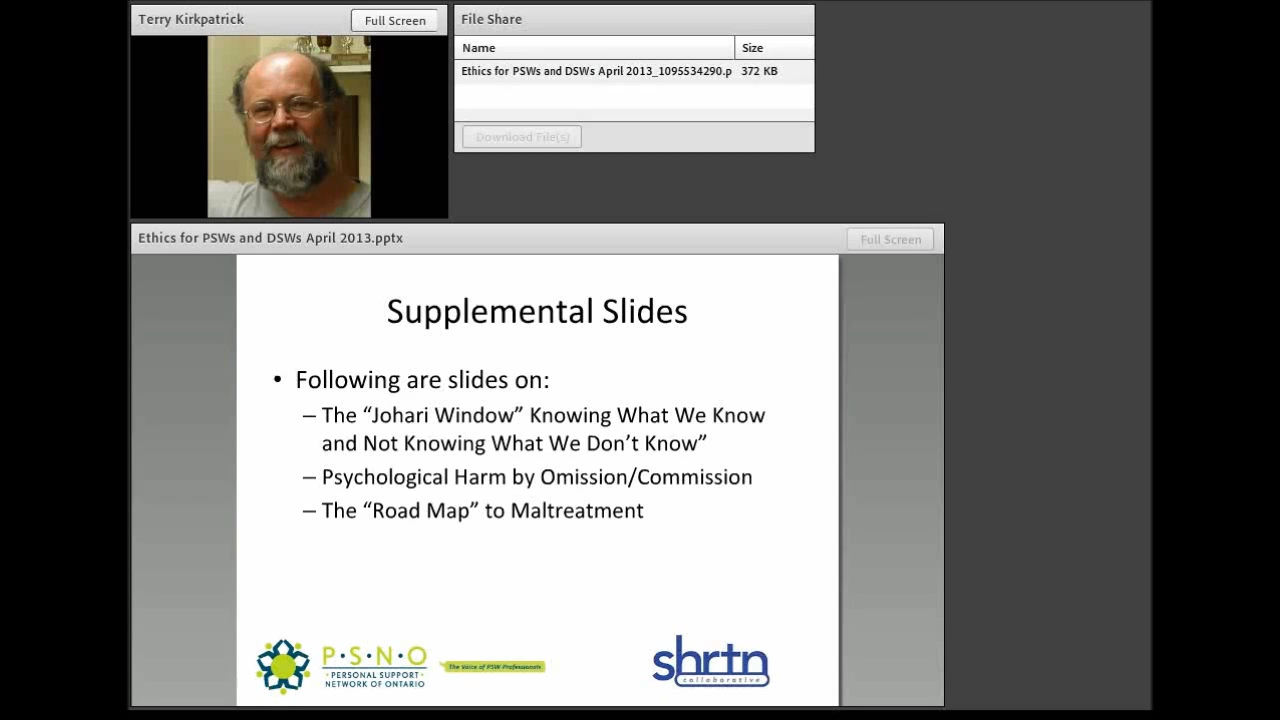 Terry Kirkpatrick
Full Screen
File Share
Name
Size
Ethics for PSWs and DSWs April 2013_1095534290.p
372 KB
Download File(s)
Ethics for PSWs and DSWs April 2013.pptx
Full Screen
Supplemental Slides
• Following are slides on:
– The “Johari Window” Knowing What We Know
and Not Knowing What We Don’t Know”
– Psychological Harm by Omission/Commission
– The “Road Map” to Maltreatment
P·S·N·O
·PERSONAL SUPPORT·
NETWORK OF ONTARIO
The Voice of PSW Professionals
shrtn
collaborative